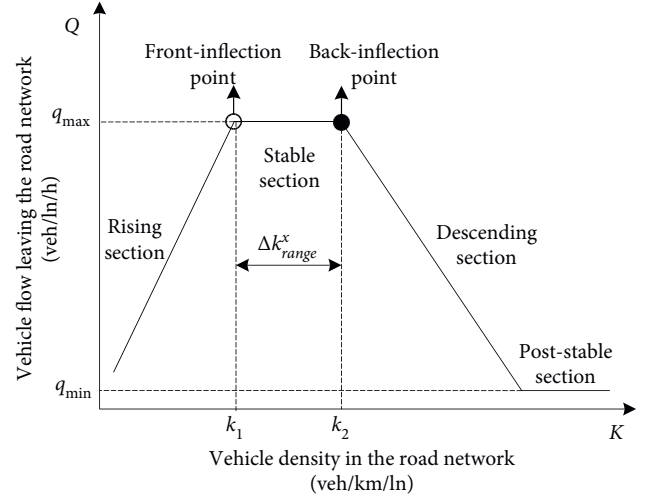 Q
Front-inflection
point
Back-inflection
point
q_max
Stable
section
Rising
section
Δk^x_range
Descending
section
Post-stable
section
q_min
k_1
k_2
K
Vehicle flow leaving the road network
(veh/ln/h)
Vehicle density in the road network
(veh/km/ln)